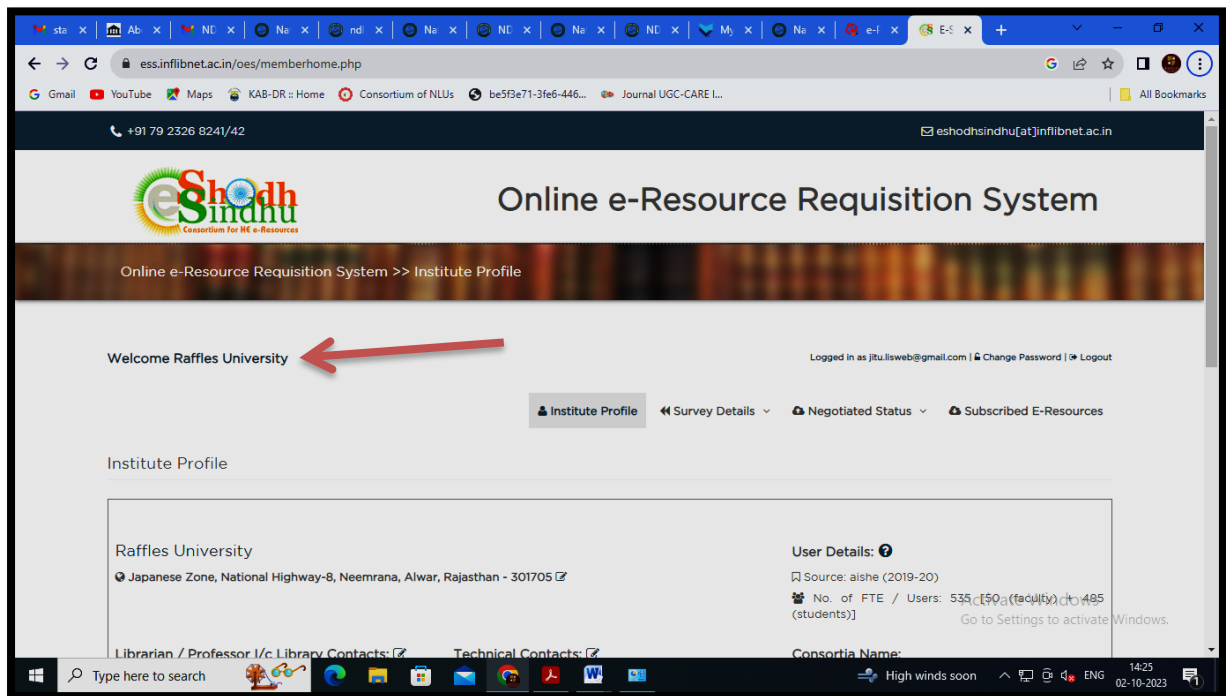 sta
Ab
ND
Na
ndl
Na
ND
Na
ND
My
Na
e-F
E-S
ess.inflibnet.ac.in/oes/memberhome.php
Gmail
YouTube
Maps
KAB-DR :: Home
Consortium of NLUs
be5f3e71-3fe6-446...
Journal UGC-CARE l...
All Bookmarks
+91 79 2326 8241/42
eshodhsindhu[at]inflibnet.ac.in
e Shodh
Sindhu
Consortium for HE e-Resources
Online e-Resource Requisition System
Online e-Resource Requisition System >> Institute Profile
Welcome Raffles University
Logged in as jitu.lisweb@gmail.com | Change Password | Logout
Institute Profile
Survey Details
Negotiated Status
Subscribed E-Resources
Institute Profile
Raffles University
Japanese Zone, National Highway-8, Neemrana, Alwar, Rajasthan - 301705
User Details:
Source: aishe (2019-20)
No. of FTE / Users: 535 [50 (faculty) + 485
(students)]
Activate Windows
Go to Settings to activate Windows.
Librarian / Professor I/c Library Contacts:
Technical Contacts:
Consortia Name:
Type here to search
High winds soon
ENG
14:25
02-10-2023
1